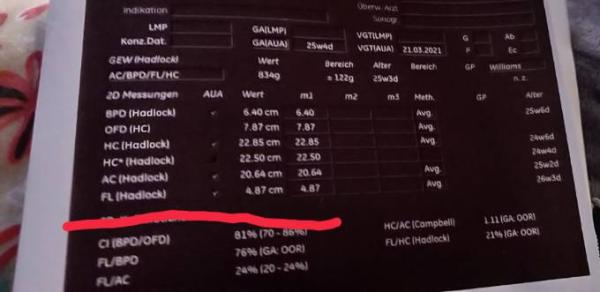 Indikation Überw. Arzt
Sonogr.
LMP GA(LMP) VGT(LMP) G Ab
Konz.Dat. GA(AUA) 25w4d VGT(AUA) 21.03.2021 P Ec
GEW (Hadlock) Wert Bereich Alter Bereich GP Williams
AC/BPD/FL/HC 834g ± 122g 25w3d n. z.
2D Messungen AUA Wert m1 m2 m3 Meth. GP Alter
BPD (Hadlock) ✓ 6.40 cm 6.40 Avg. 25w6d
OFD (HC) 7.87 cm 7.87 Avg.
HC (Hadlock) ✓ 22.85 cm 22.85 Avg. 24w6d
HC* (Hadlock) 22.50 cm 22.50 24w4d
AC (Hadlock) ✓ 20.64 cm 20.64 Avg. 25w2d
FL (Hadlock) ✓ 4.87 cm 4.87 Avg. 26w3d
CI (BPD/OFD) 81% (70 - 86%) HC/AC (Campbell) 1.11 (GA: OOR)
FL/BPD 76% (GA: OOR) FL/HC (Hadlock) 21% (GA: OOR)
FL/AC 24% (20 - 24%)